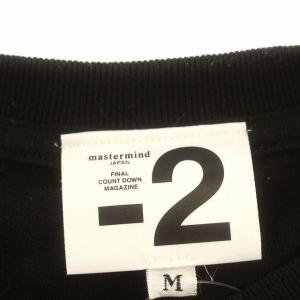 mastermind
JAPAN
FINAL
COUNT DOWN
MAGAZINE
-2
M